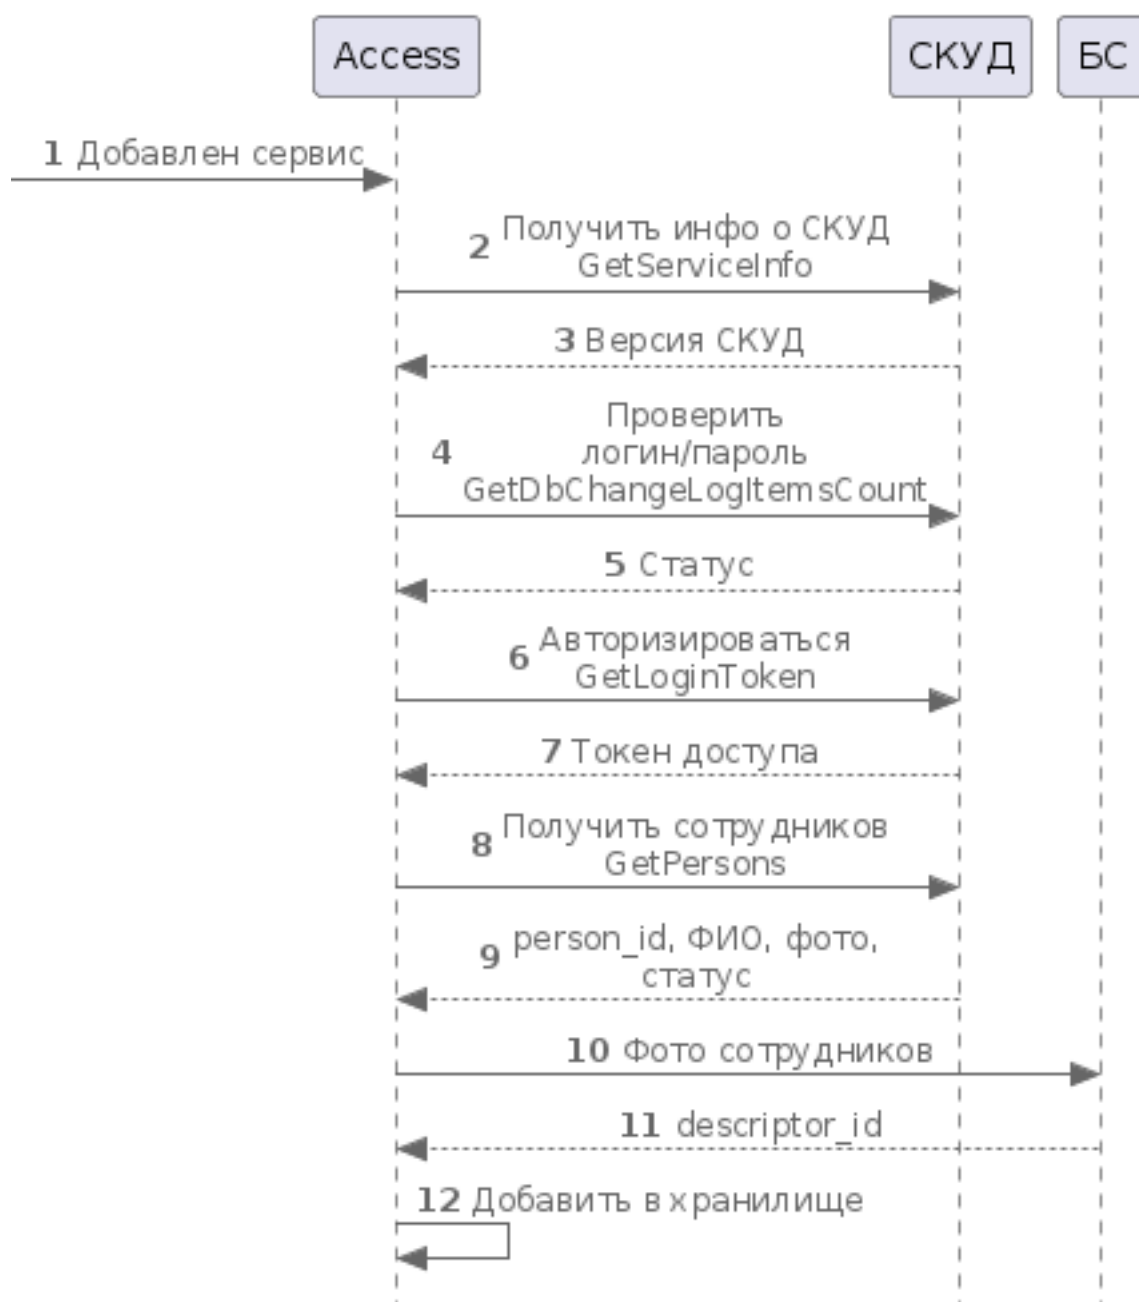 Access
СКУД
БС
1 Добавлен сервис
2 Получить инфо о СКУД
GetServiceInfo
3 Версия СКУД
Проверить
4 логин/пароль
GetDbChangeLogItemsCount
5 Статус
6 Авторизироваться
GetLoginToken
7 Токен доступа
8 Получить сотрудников
GetPersons
9 person_id, ФИО, фото,
статус
10 Фото сотрудников
11 descriptor_id
12 Добавить в хранилище